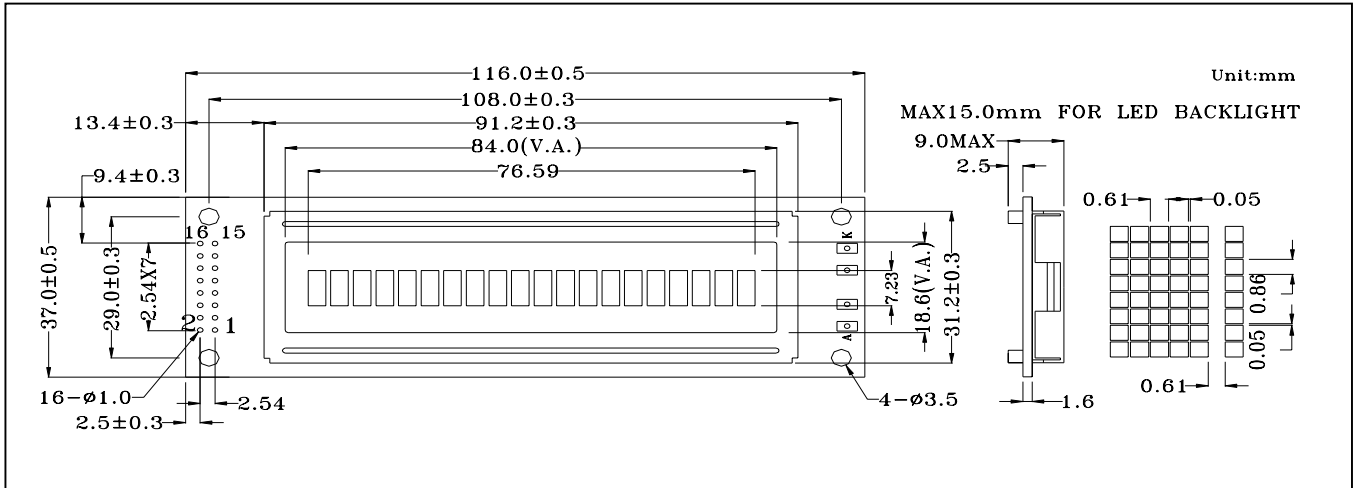 116.0±0.5
Unit:mm
108.0±0.3
MAX15.0mm FOR LED BACKLIGHT
13.4±0.3
91.2±0.3
9.0MAX
84.0(V.A.)
2.5
76.59
9.4±0.3
0.61
0.05
16 15
K
37.0±0.5
29.0±0.3
2.54X7
7.23
18.6(V.A.)
31.2±0.3
0.86
2 1
A
0.05
0.61
16-ø1.0
2.54
4-ø3.5
1.6
2.5±0.3